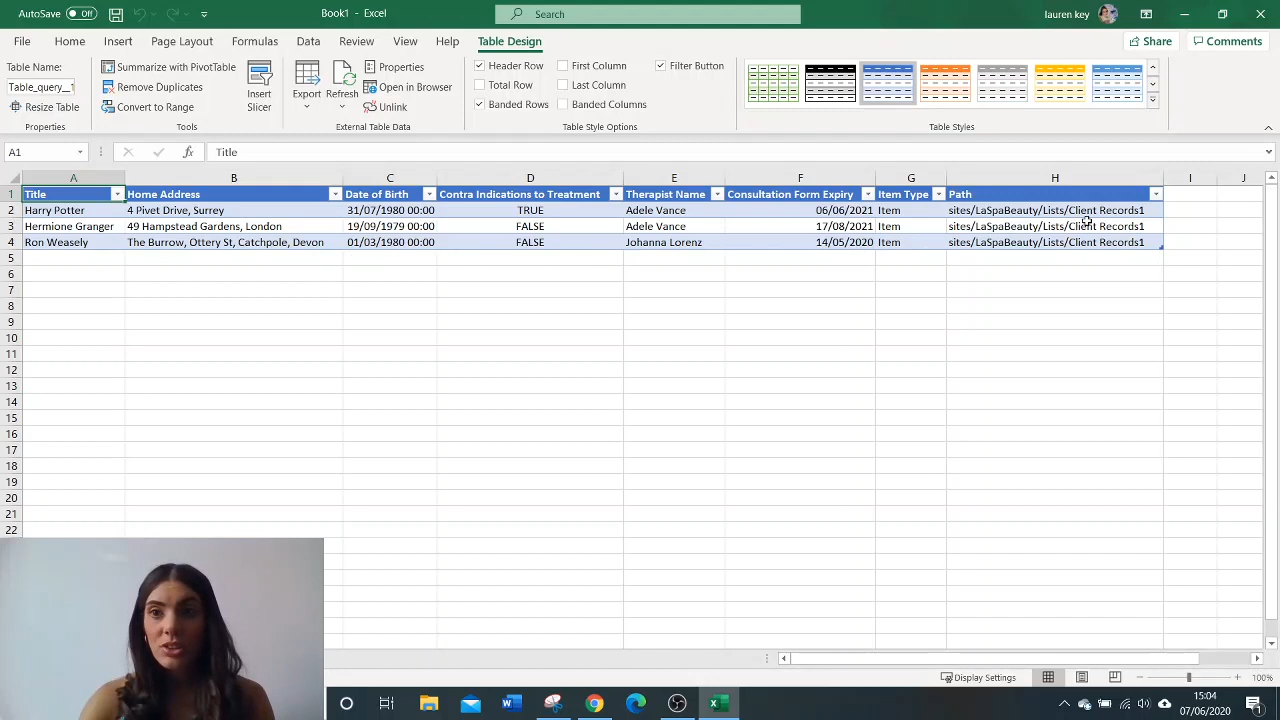 AutoSave Off Book1 - Excel Search lauren key
File Home Insert Page Layout Formulas Data Review View Help Table Design Share Comments
Table Name: Summarize with PivotTable Properties Header Row First Column Filter Button
Table_query__1 Remove Duplicates Insert Slicer Export Refresh Open in Browser Total Row Last Column
Resize Table Convert to Range Unlink Banded Rows Banded Columns
Properties Tools External Table Data Table Style Options Table Styles
A1 fx Title
A B C D E F G H I J
1 Title Home Address Date of Birth Contra Indications to Treatment Therapist Name Consultation Form Expiry Item Type Path
2 Harry Potter 4 Pivet Drive, Surrey 31/07/1980 00:00 TRUE Adele Vance 06/06/2021 Item sites/LaSpaBeauty/Lists/Client Records1
3 Hermione Granger 49 Hampstead Gardens, London 19/09/1979 00:00 FALSE Adele Vance 17/08/2021 Item sites/LaSpaBeauty/Lists/Client Records1
4 Ron Weasely The Burrow, Ottery St, Catchpole, Devon 01/03/1980 00:00 FALSE Johanna Lorenz 14/05/2020 Item sites/LaSpaBeauty/Lists/Client Records1
5
6
7
8
9
10
11
12
13
14
15
16
17
18
19
20
21
22
Display Settings 100%
15:04
07/06/2020